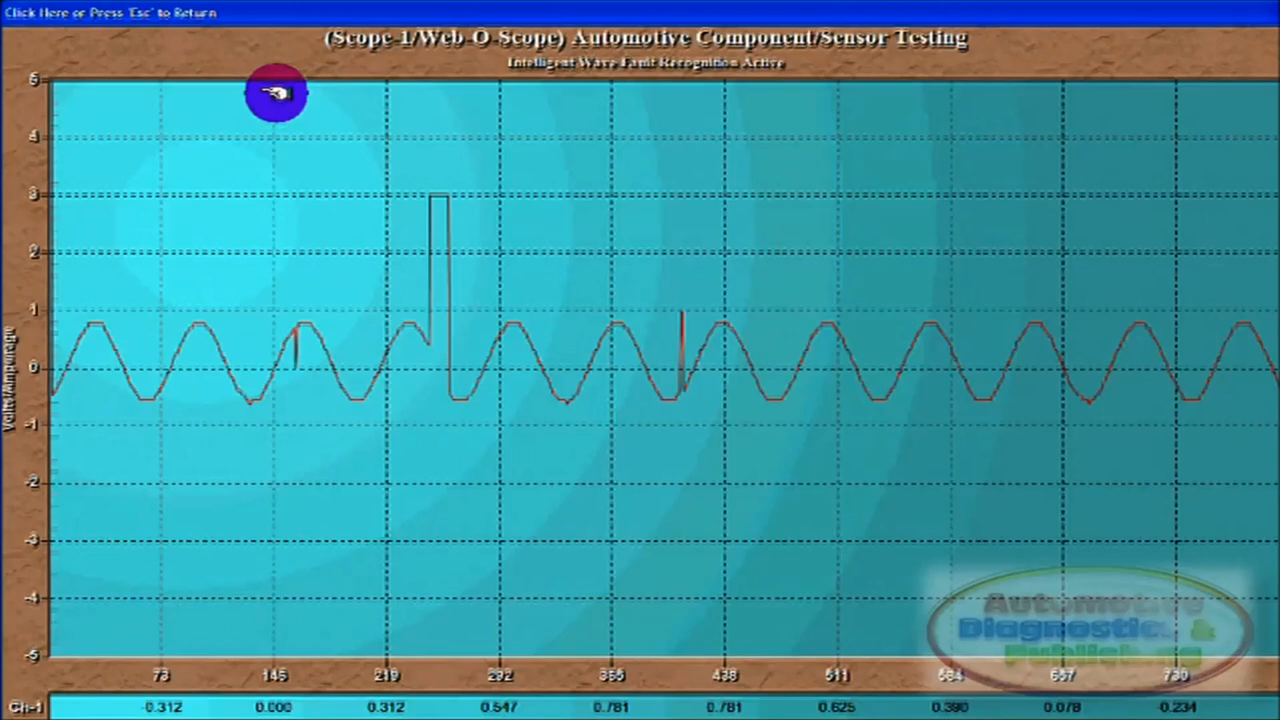 Click Here or Press 'Esc' to Return
(Scope-1/Web-O-Scope) Automotive Component/Sensor Testing
Intelligent Wave Fault Recognition Active
5
4
3
2
1
0
-1
-2
-3
-4
-5
Volts/Amperage
73 146 219 292 365 438 511 584 657 730
Ch-1 -0.312 0.000 0.312 0.547 0.781 0.781 0.625 0.390 0.078 -0.234
Automotive
Diagnostics &
Publishing